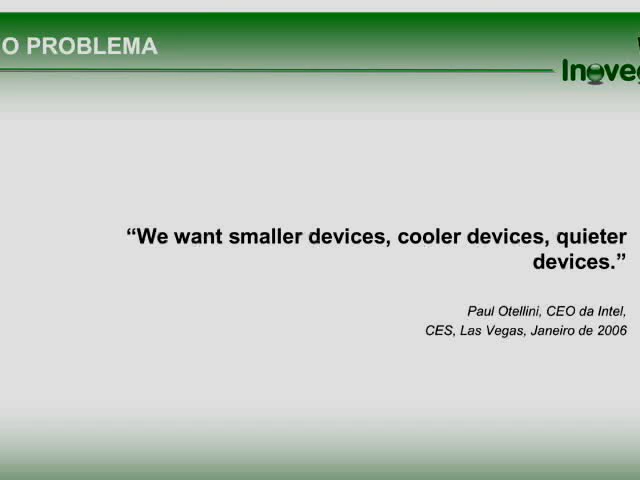 O PROBLEMA
“We want smaller devices, cooler devices, quieter
devices.”
Paul Otellini, CEO da Intel,
CES, Las Vegas, Janeiro de 2006